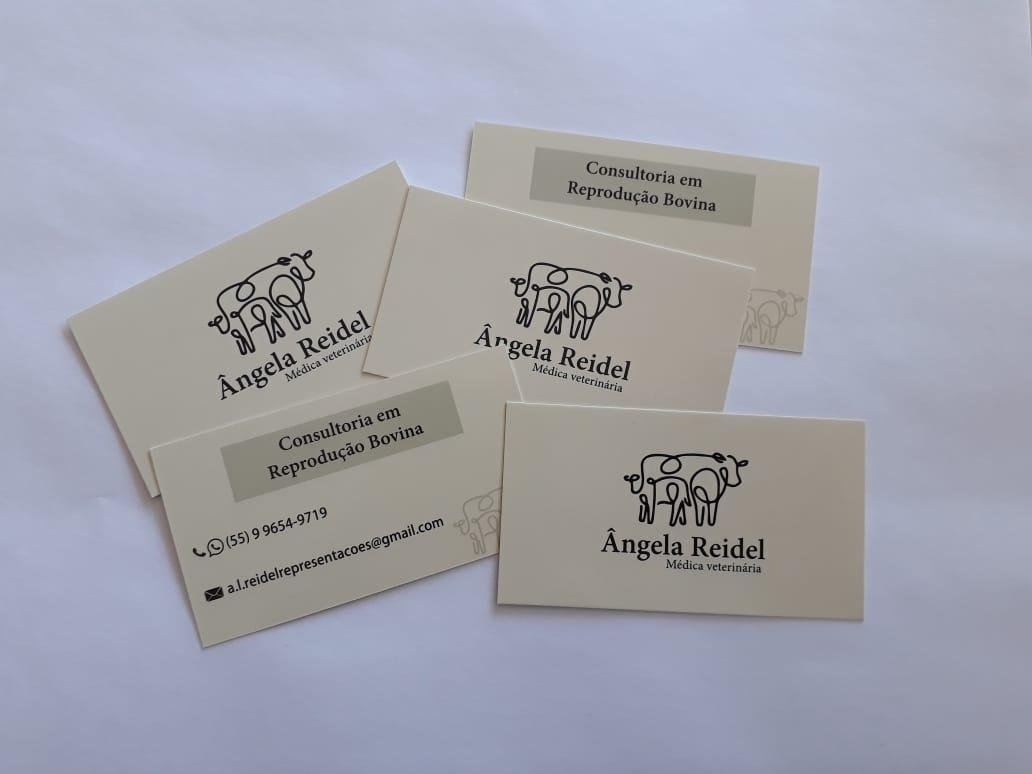 Consultoria em
Reprodução Bovina
Ângela Reidel
Médica veterinária
Ângela Reidel
Médica veterinária
Consultoria em
Reprodução Bovina
(55) 9 9654-9719
a.l.reidelrepresentacoes@gmail.com
Ângela Reidel
Médica veterinária